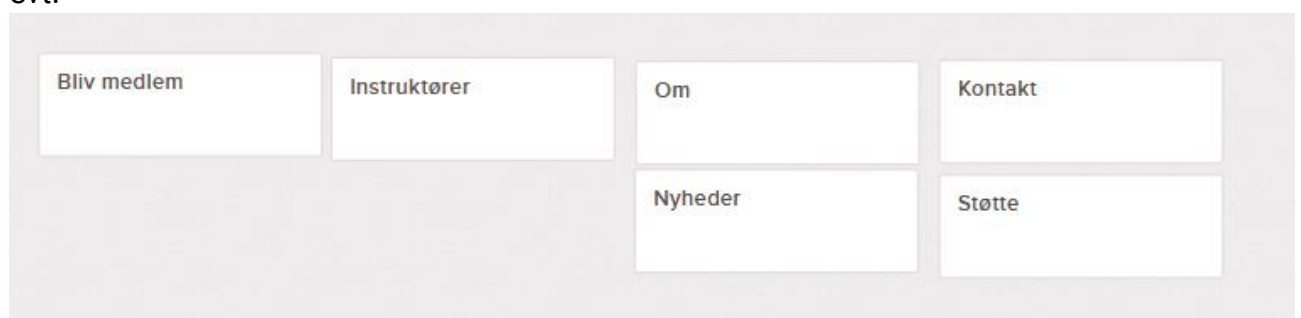 Bliv medlem
Instruktører
Om
Kontakt
Nyheder
Støtte